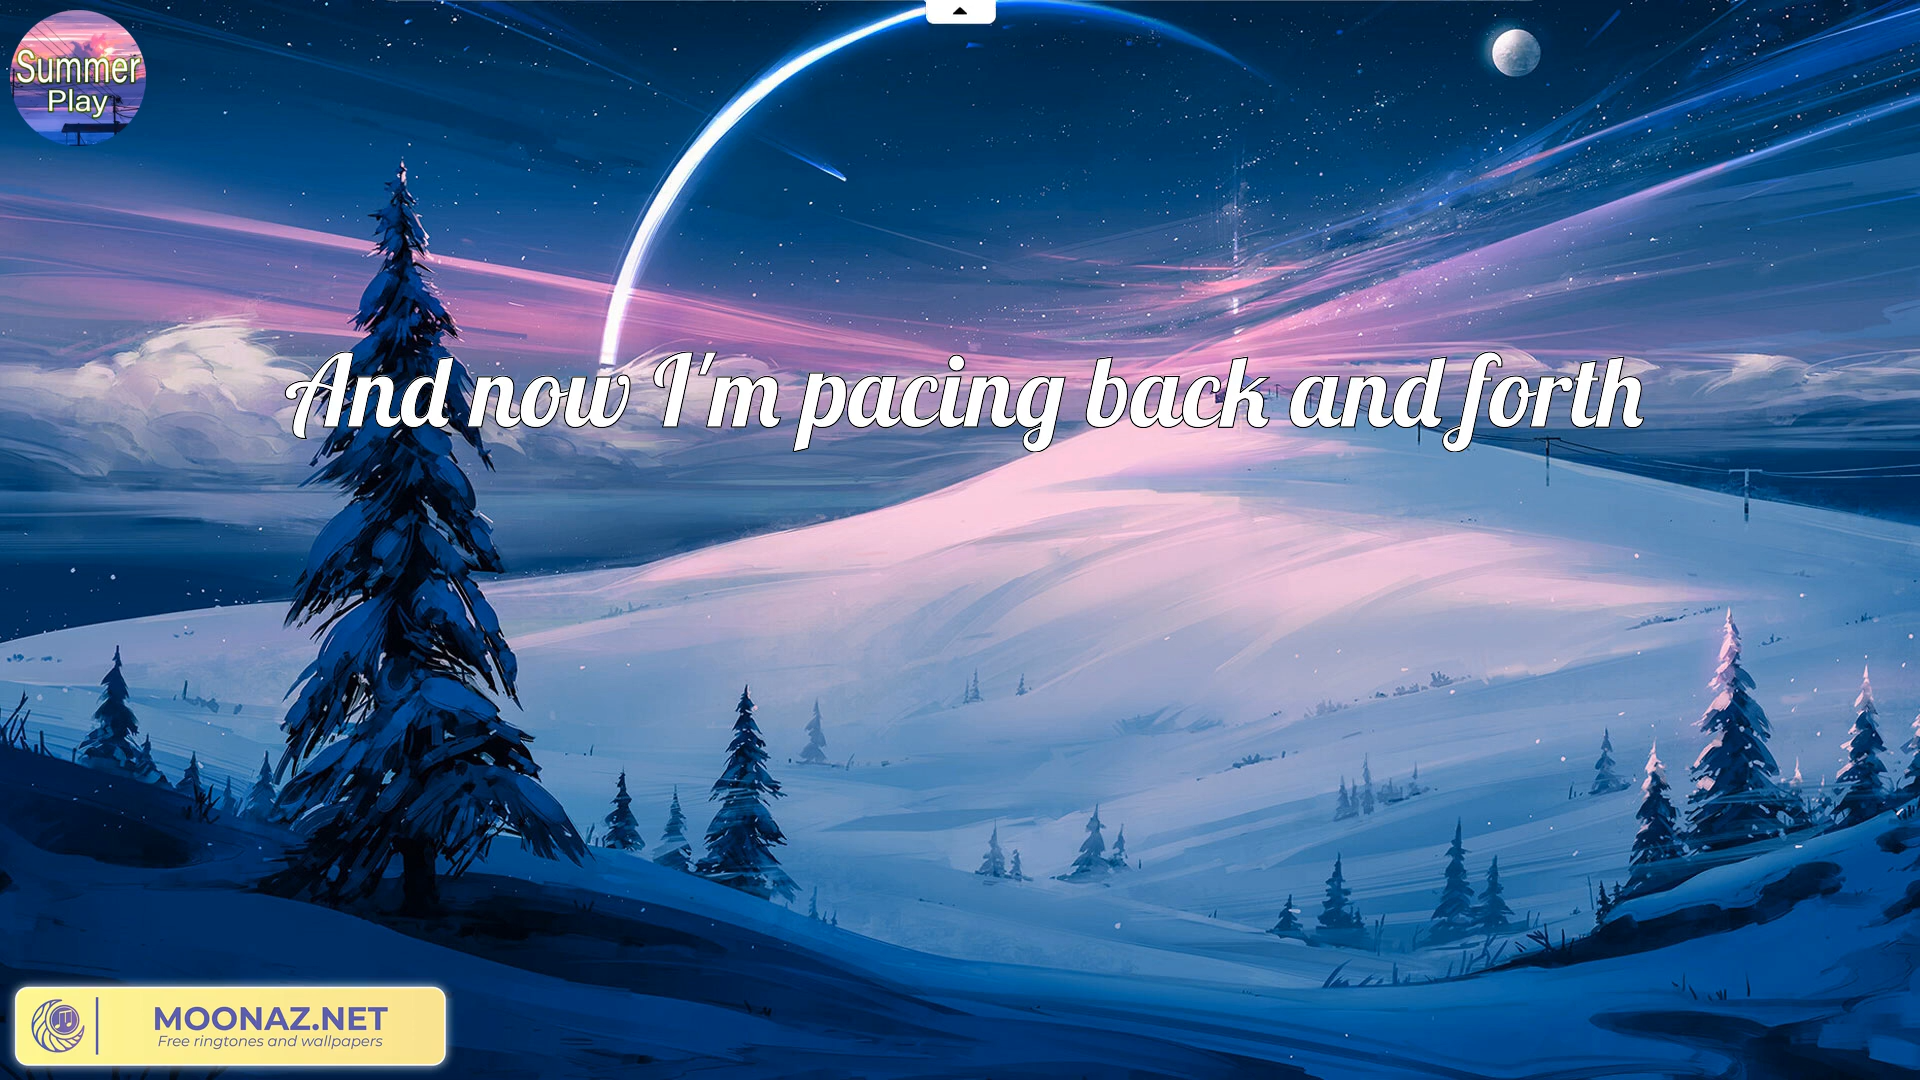 Summer
Play
And now I'm pacing back and forth
MOONAZ.NET
Free ringtones and wallpapers